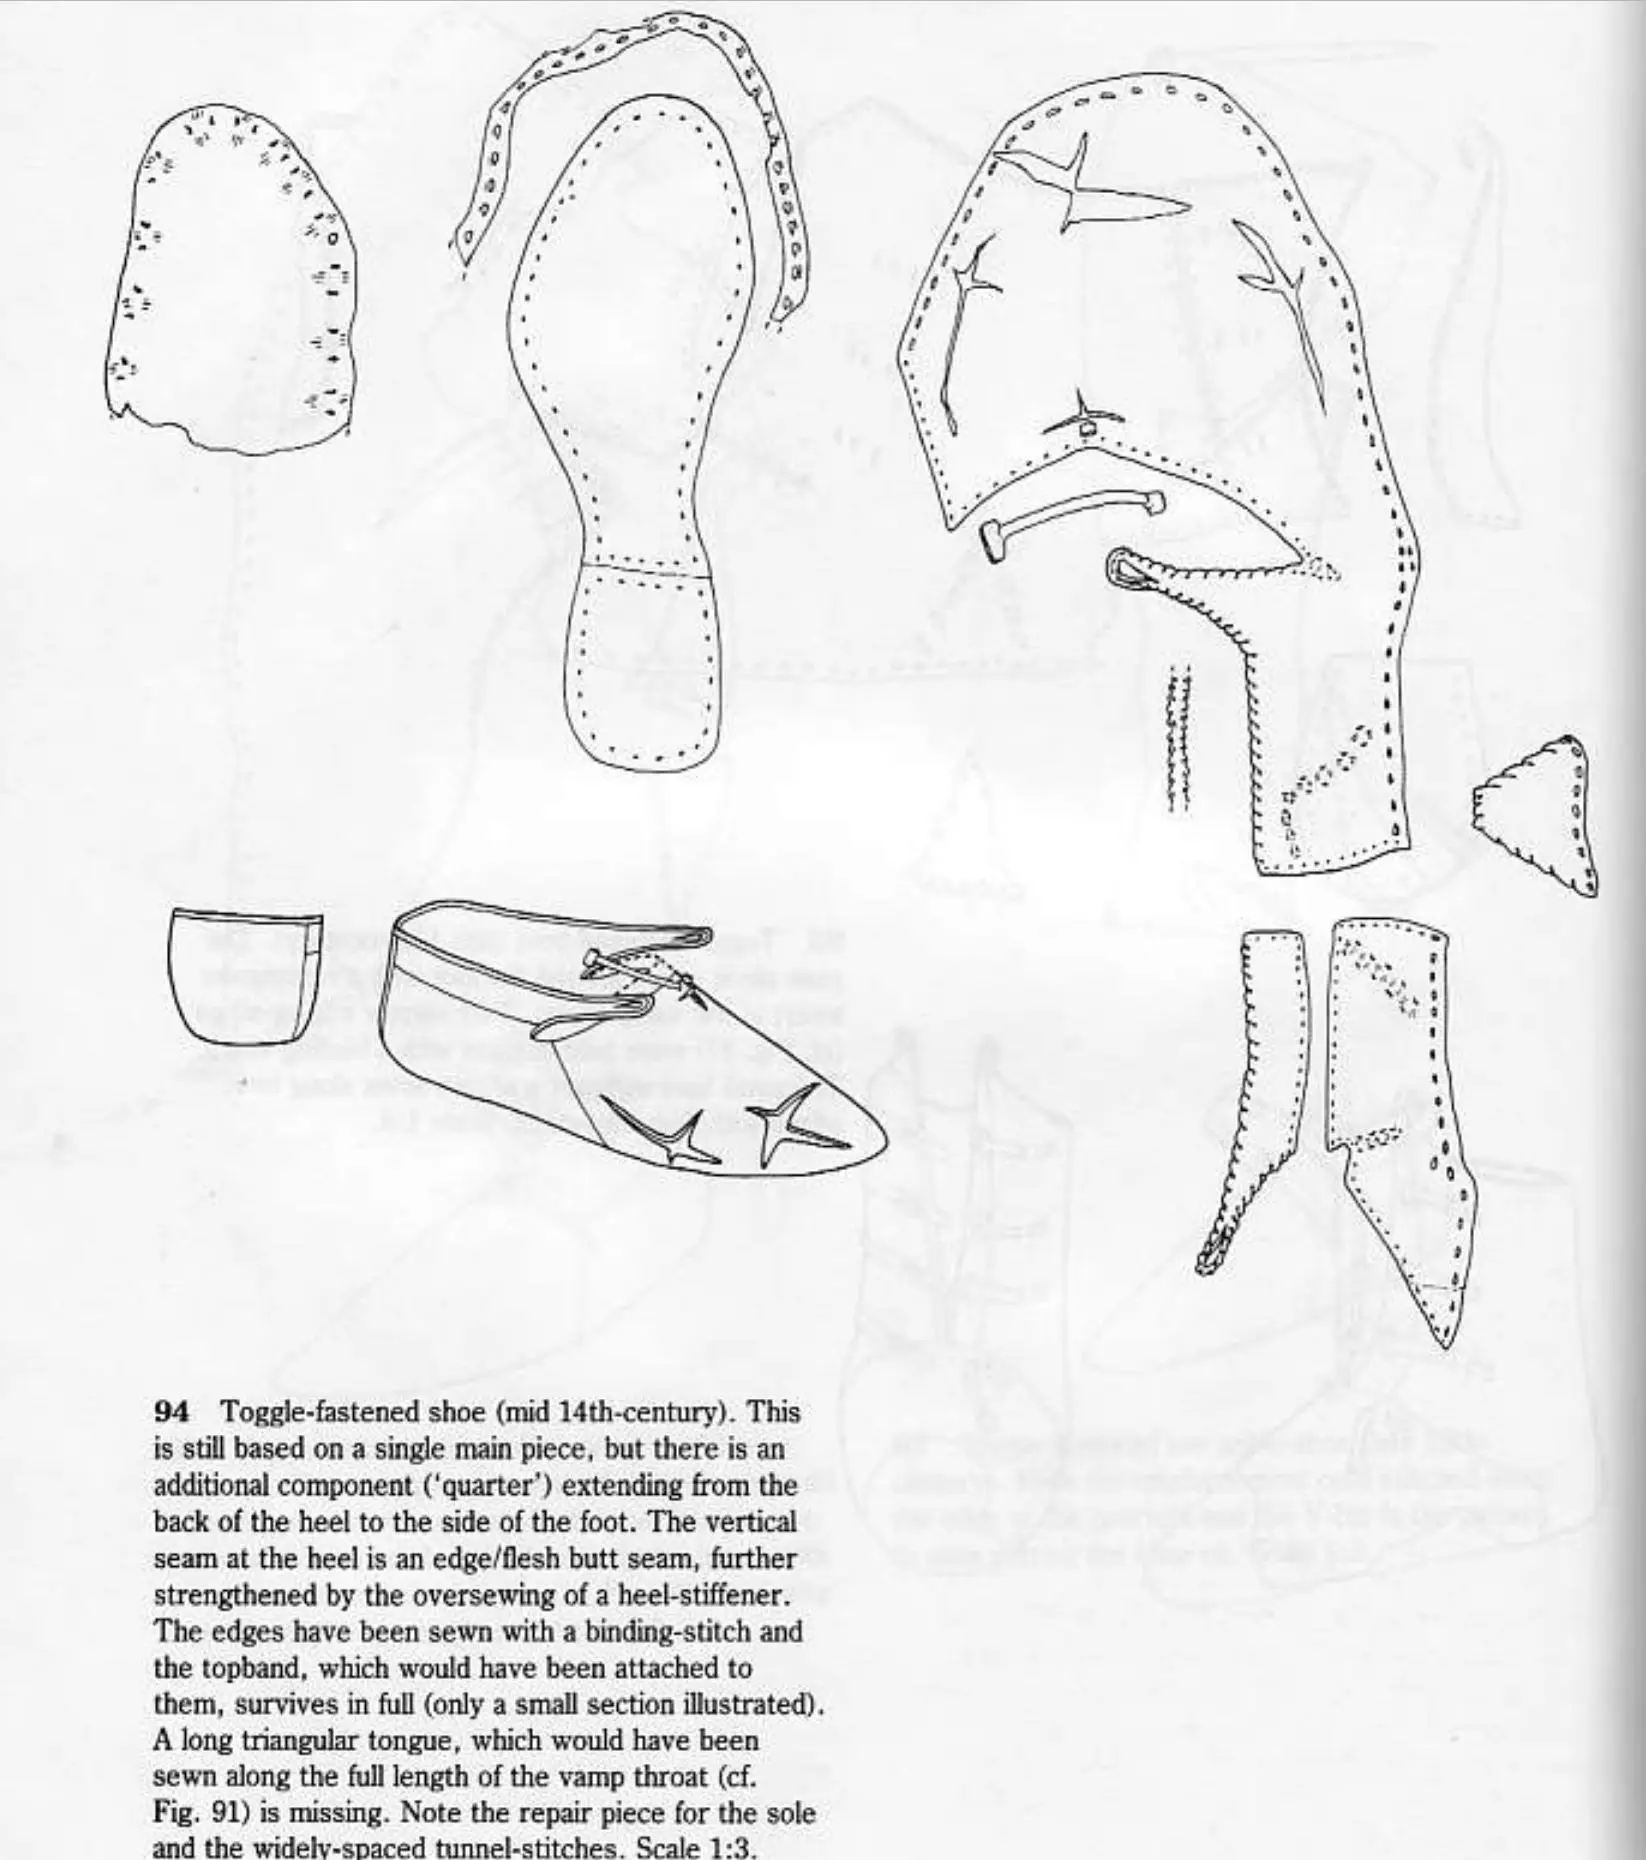 94 Toggle-fastened shoe (mid 14th-century). This
is still based on a single main piece, but there is an
additional component (‘quarter’) extending from the
back of the heel to the side of the foot. The vertical
seam at the heel is an edge/flesh butt seam, further
strengthened by the oversewing of a heel-stiffener.
The edges have been sewn with a binding-stitch and
the topband, which would have been attached to
them, survives in full (only a small section illustrated).
A long triangular tongue, which would have been
sewn along the full length of the vamp throat (cf.
Fig. 91) is missing. Note the repair piece for the sole
and the widely-spaced tunnel-stitches. Scale 1:3.